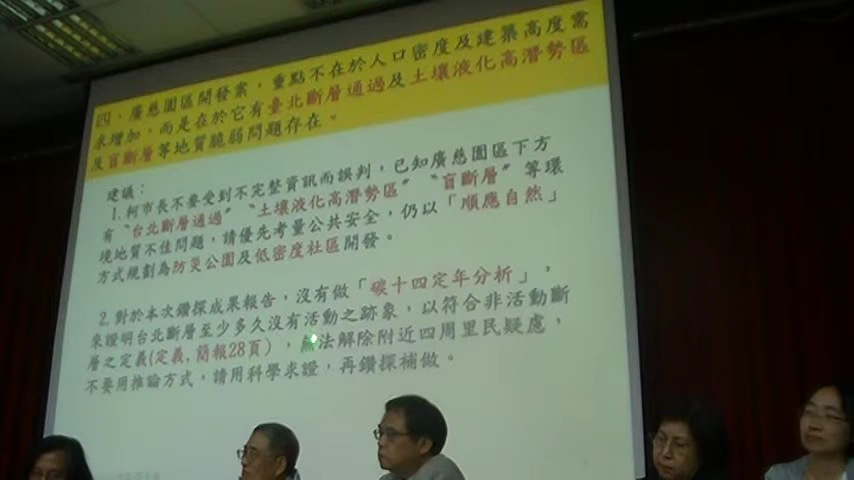 四、廣慈園區開發案，重點不在於人口密度及建築高度需
求增加，而是在於它有臺北斷層通過及土壤液化高潛勢區
及盲斷層等地質脆弱問題存在。
建議：
1.柯市長不要受到不完整資訊而誤判，已知廣慈園區下方
有〝台北斷層通過〞〝土壤液化高潛勢區〞〝盲斷層〞等環
境地質不佳問題，請優先考量公共安全，仍以「順應自然」
方式規劃為防災公園及低密度社區開發。
2.對於本次鑽探成果報告，沒有做「碳十四定年分析」，
來證明台北斷層至少多久沒有活動之跡象，以符合非活動斷
層之定義(定義,簡報28頁)，無法解除附近四周里民疑慮，
不要用推論方式，請用科學求證，再鑽探補做。